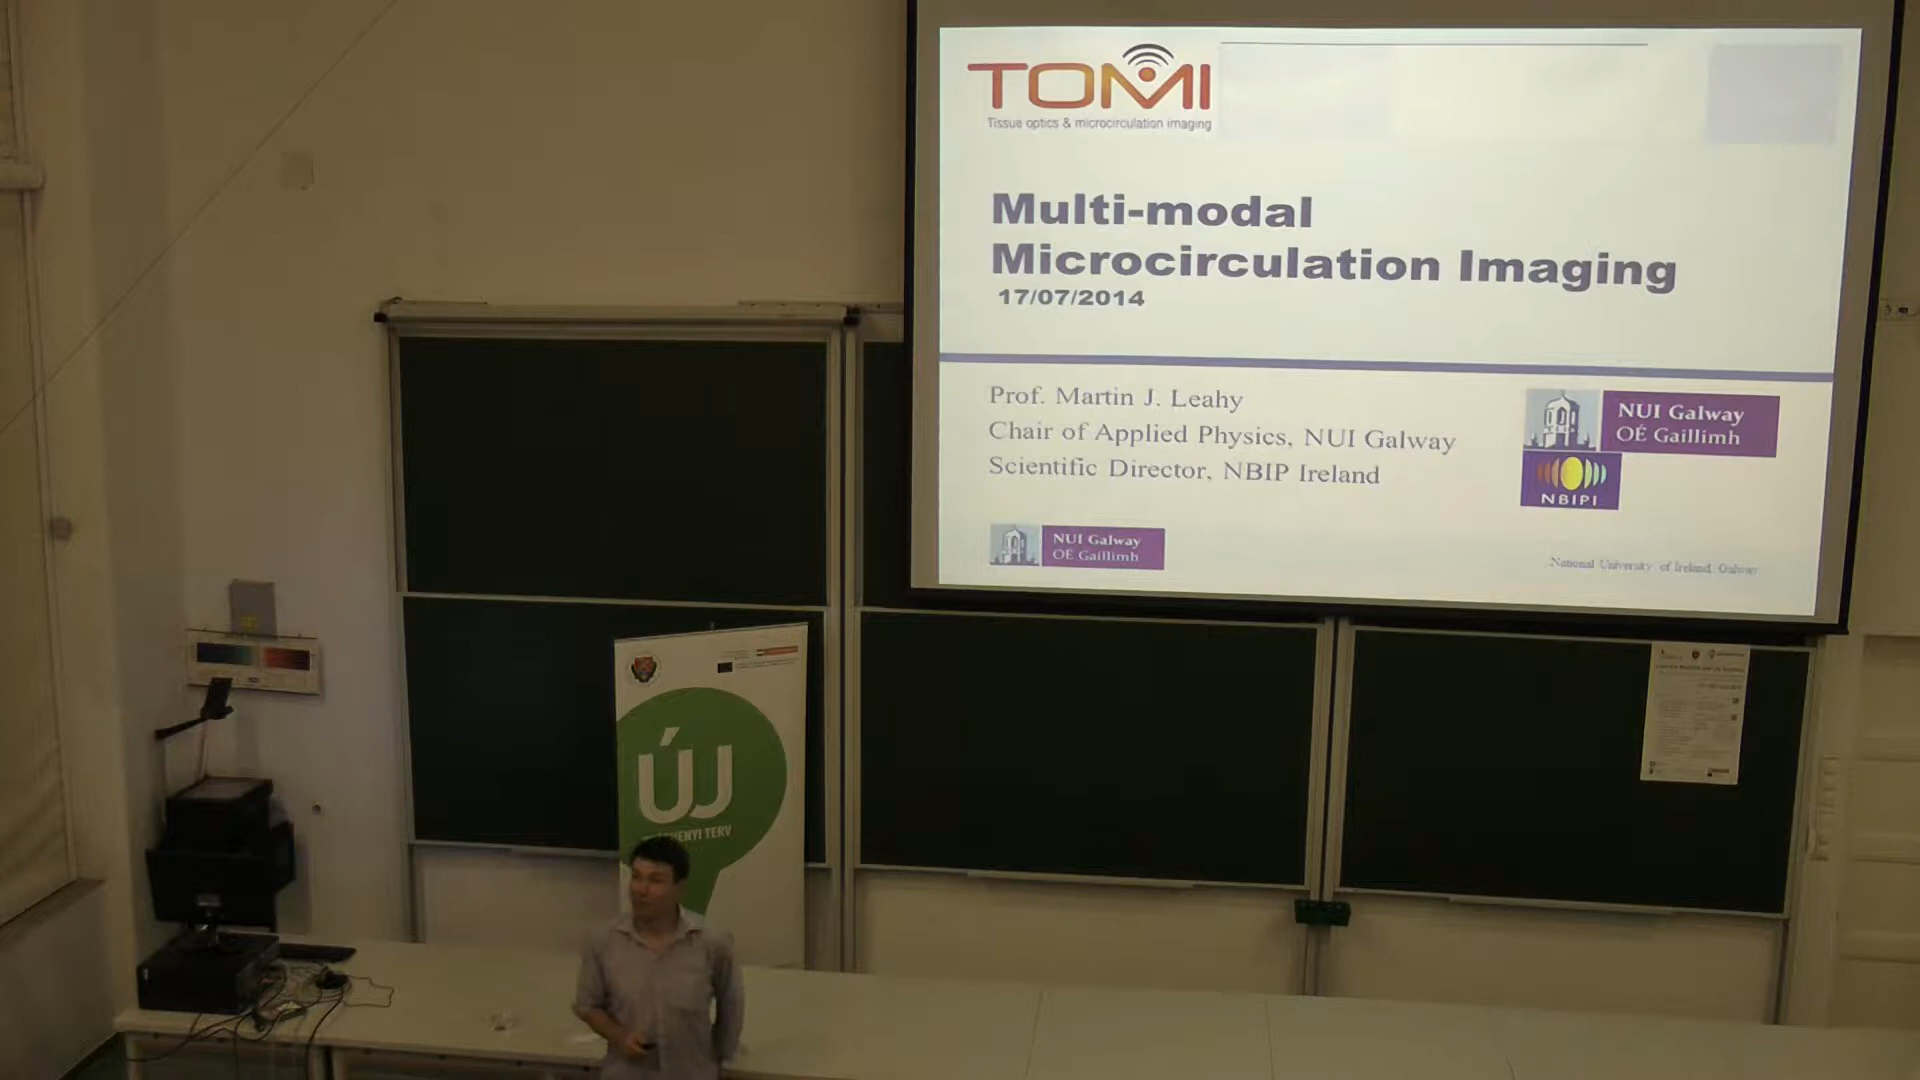 TOMI
Tissue optics & microcirculation imaging
Multi-modal
Microcirculation Imaging
17/07/2014
Prof. Martin J. Leahy
Chair of Applied Physics, NUI Galway
Scientific Director, NBIP Ireland
NUI Galway
OÉ Gaillimh
NBIPI
NUI Galway
OÉ Gaillimh
National University of Ireland, Galway
ÚJ
TERV